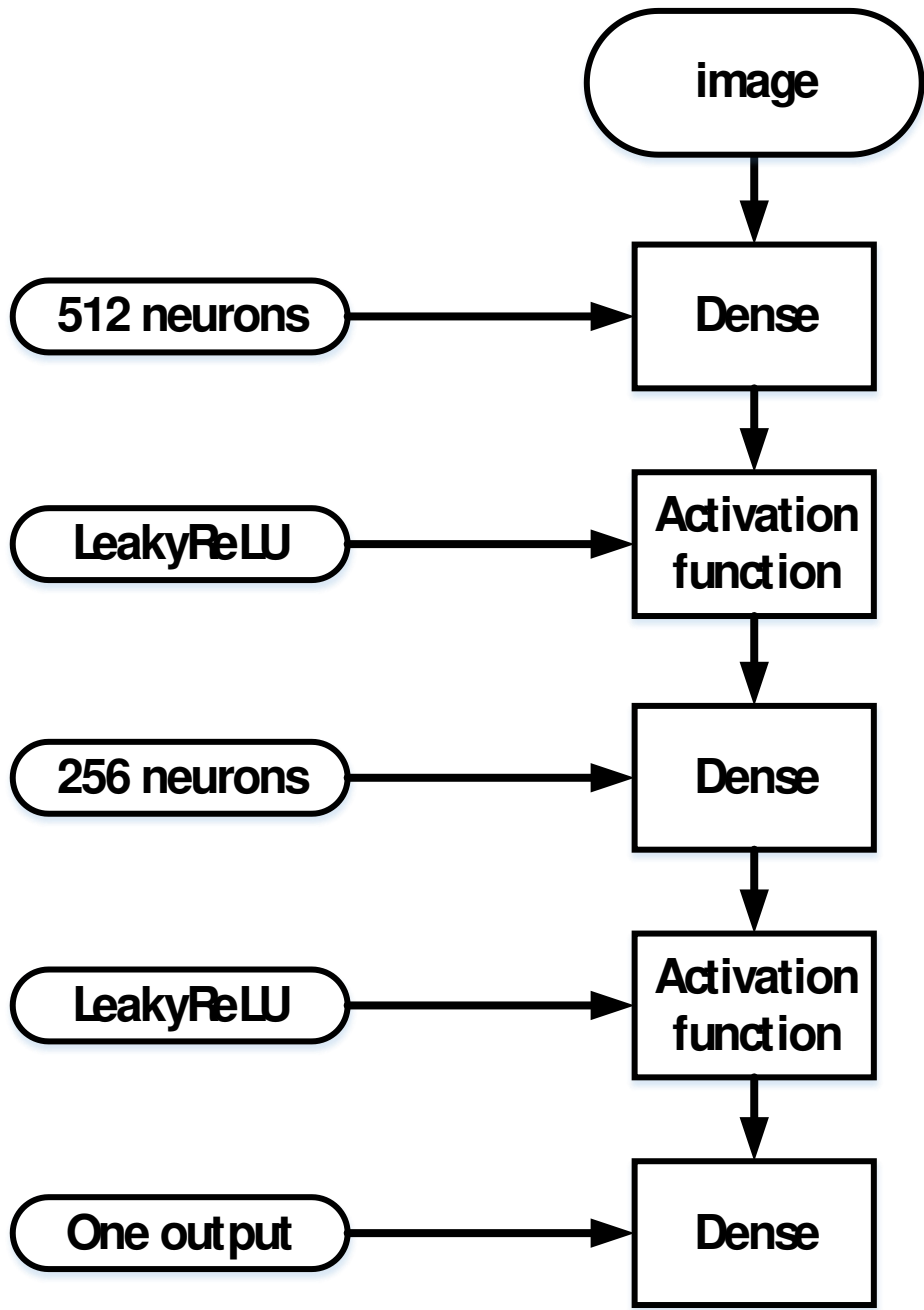 image
512 neurons
Dense
LeakyReLU
Activation
function
256 neurons
Dense
LeakyReLU
Activation
function
One output
Dense